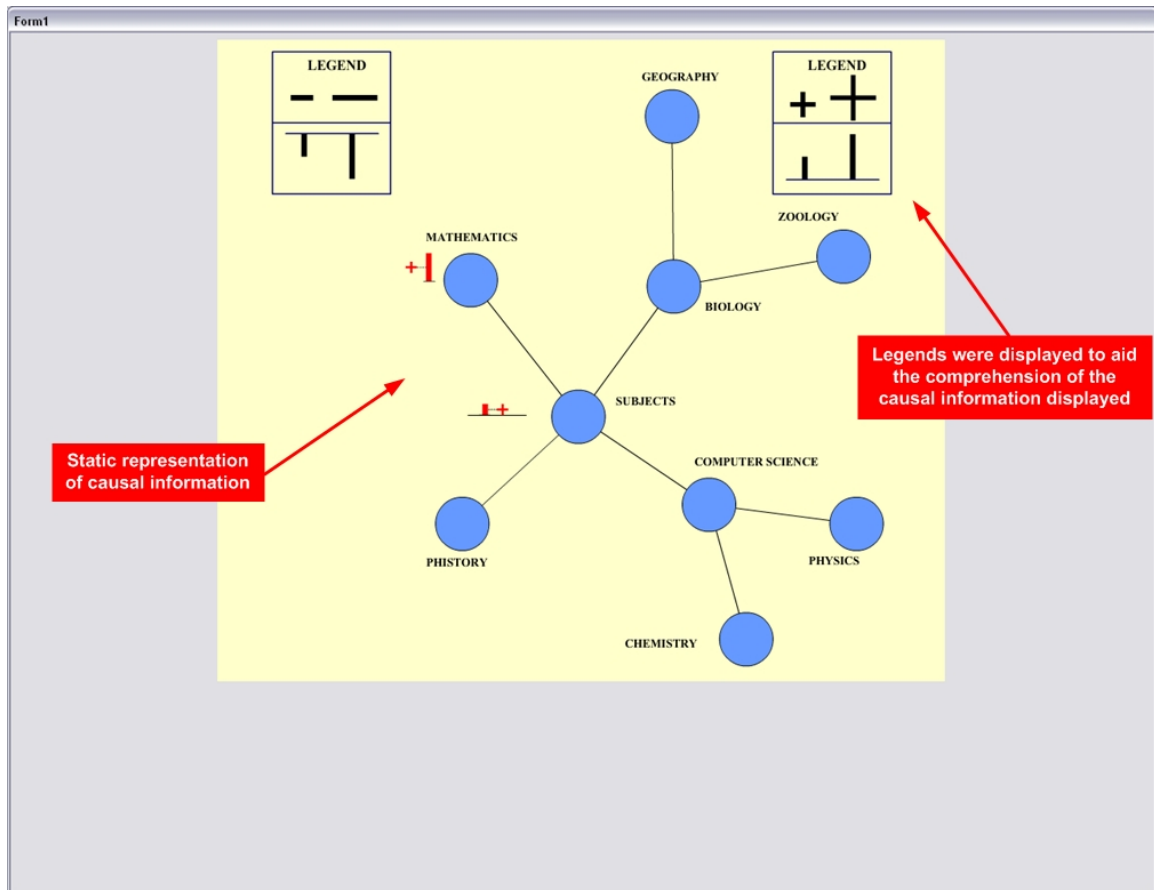 Form1
LEGEND
LEGEND
GEOGRAPHY
ZOOLOGY
MATHEMATICS
BIOLOGY
Legends were displayed to aid
the comprehension of the
causal information displayed
SUBJECTS
Static representation
of causal information
COMPUTER SCIENCE
PHISTORY
PHYSICS
CHEMISTRY